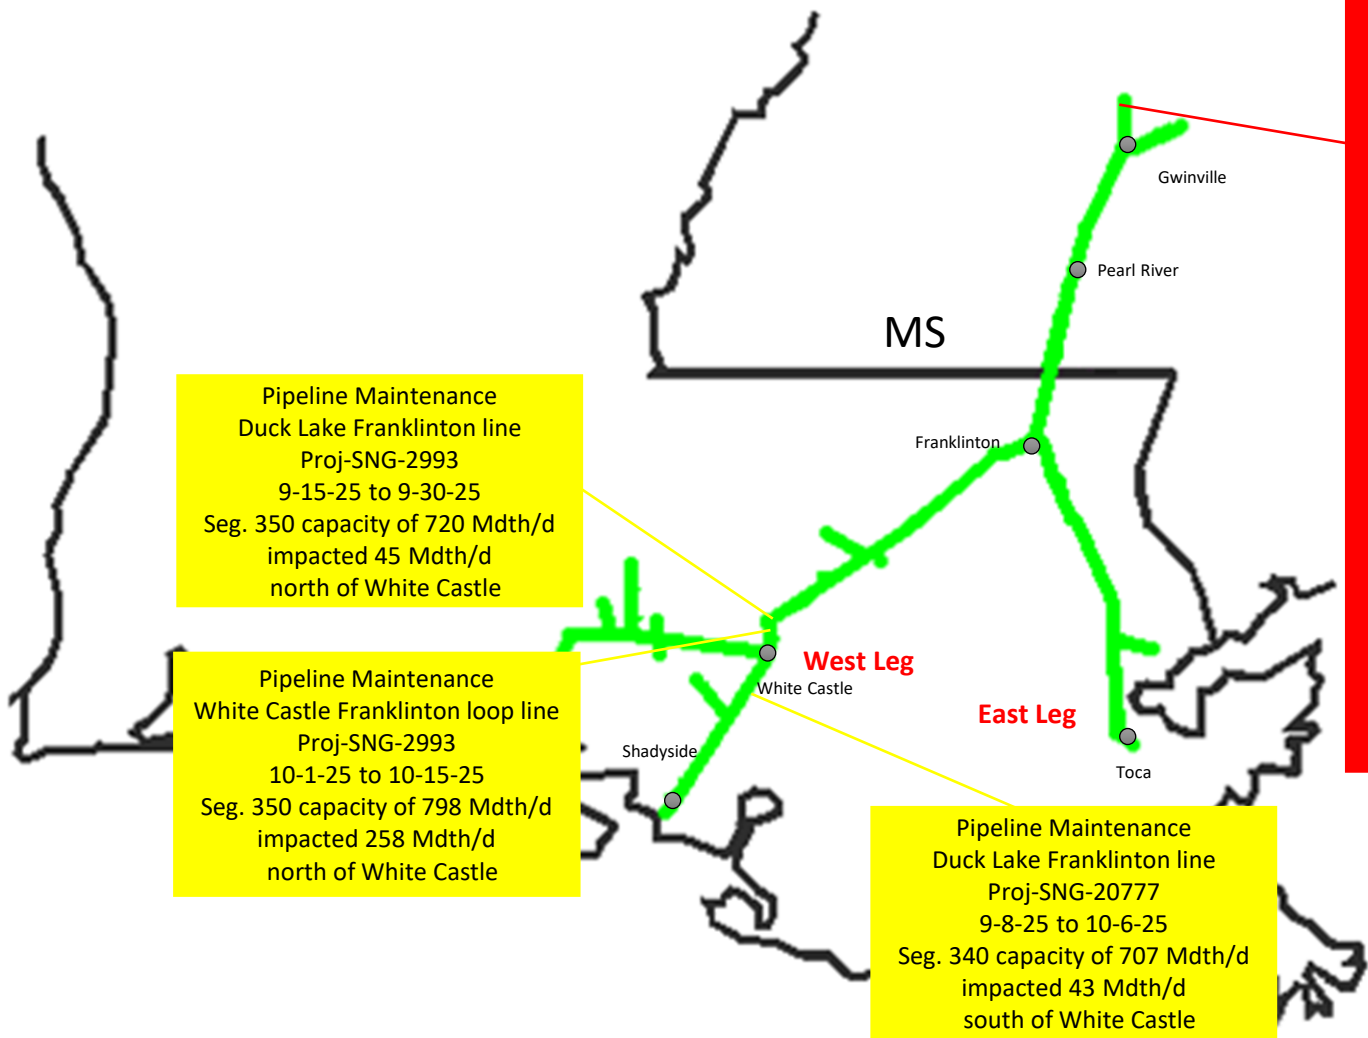 Gwinville
Pearl River
MS
Pipeline Maintenance
Duck Lake Franklinton line
Proj-SNG-2993
9-15-25 to 9-30-25
Seg. 350 capacity of 720 Mdth/d
impacted 45 Mdth/d
north of White Castle
Franklinton
Pipeline Maintenance
White Castle Franklinton loop line
Proj-SNG-2993
10-1-25 to 10-15-25
Seg. 350 capacity of 798 Mdth/d
impacted 258 Mdth/d
north of White Castle
West Leg
White Castle
East Leg
Shadyside
Toca
Pipeline Maintenance
Duck Lake Franklinton line
Proj-SNG-20777
9-8-25 to 10-6-25
Seg. 340 capacity of 707 Mdth/d
impacted 43 Mdth/d
south of White Castle